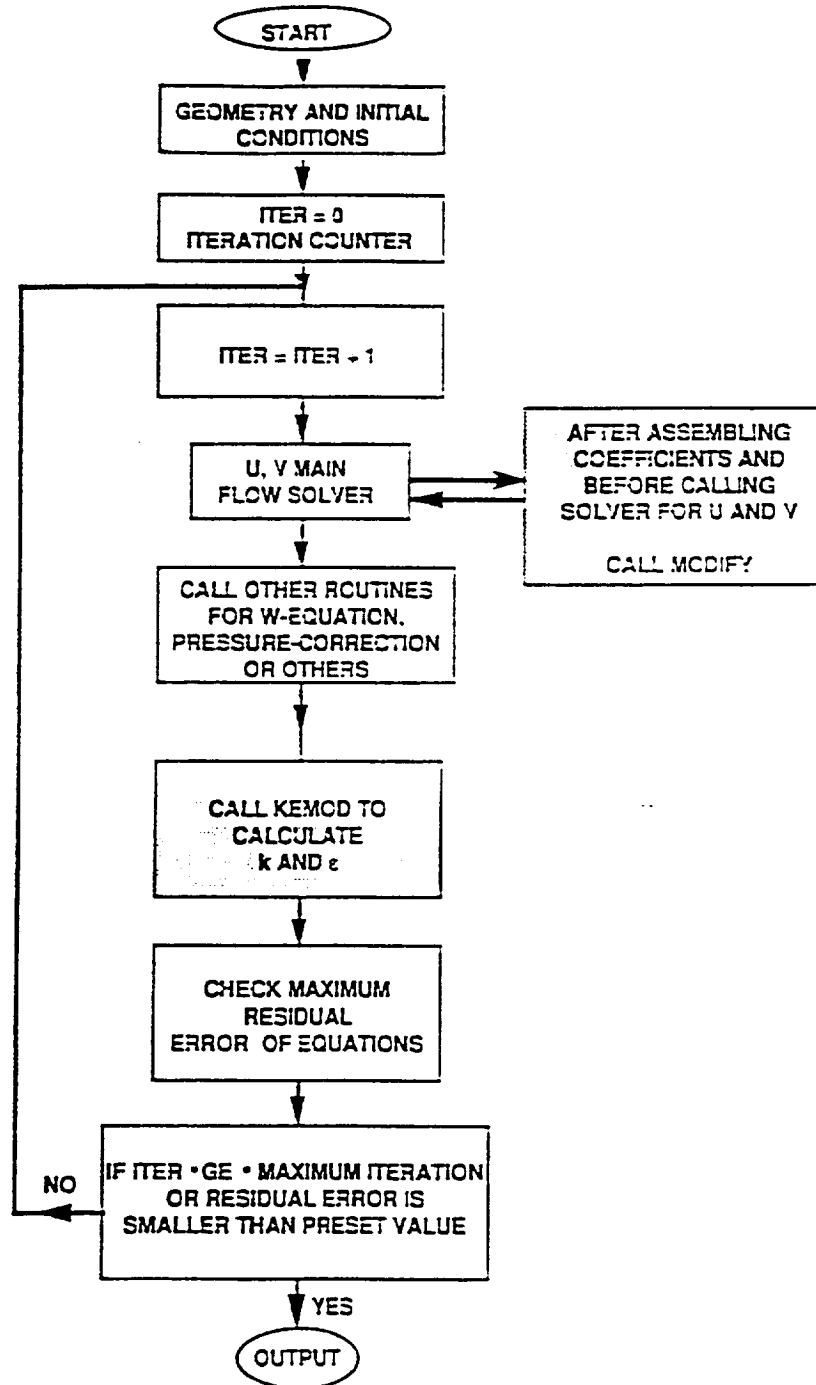 START
GEOMETRY AND INITIAL
CONDITIONS
ITER = 0
ITERATION COUNTER
ITER = ITER + 1
U, V MAIN
FLOW SOLVER
AFTER ASSEMBLING
COEFFICIENTS AND
BEFORE CALLING
SOLVER FOR U AND V
CALL MODIFY
CALL OTHER ROUTINES
FOR W-EQUATION,
PRESSURE-CORRECTION
OR OTHERS
CALL KEMOD TO
CALCULATE
k AND ε
CHECK MAXIMUM
RESIDUAL
ERROR OF EQUATIONS
IF ITER • GE • MAXIMUM ITERATION
OR RESIDUAL ERROR IS
SMALLER THAN PRESET VALUE
NO
YES
OUTPUT